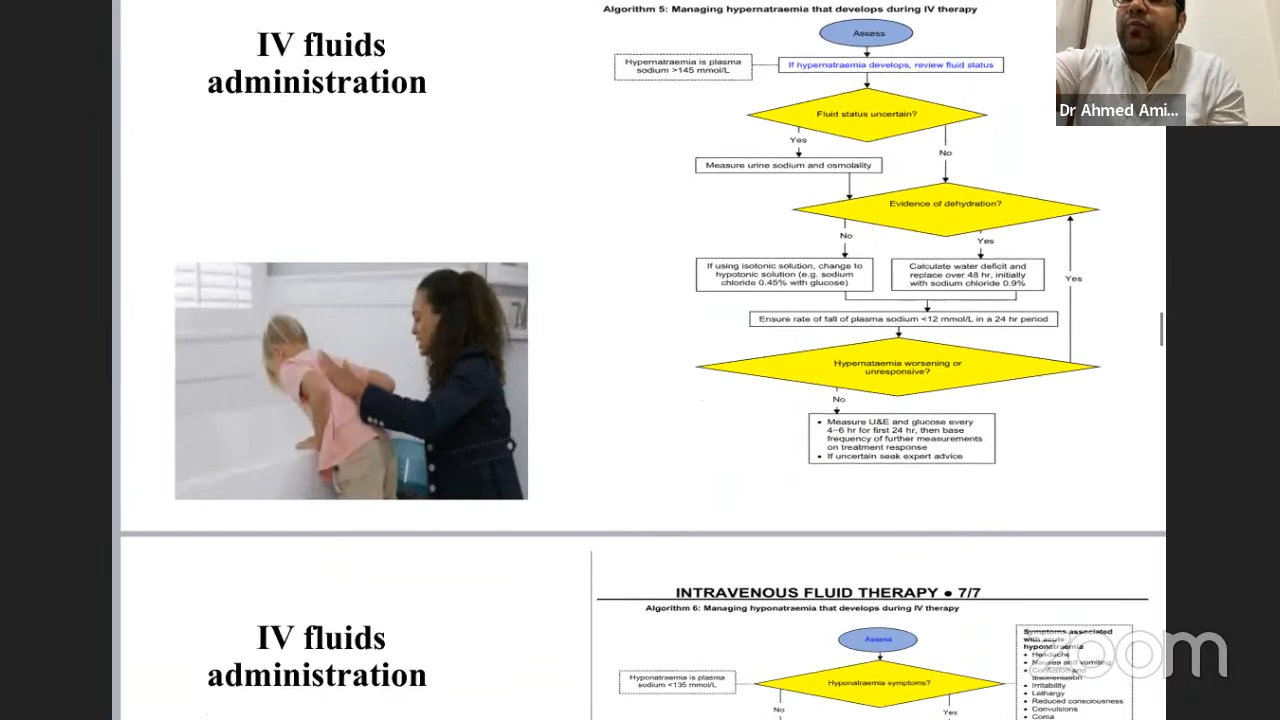 IV fluids
administration
Algorithm 5: Managing hypernatraemia that develops during IV therapy
Assess
Hypernatraemia is plasma
sodium >145 mmol/L
If hypernatraemia develops, review fluid status
Fluid status uncertain?
Yes
No
Measure urine sodium and osmolality
Evidence of dehydration?
No
Yes
If using isotonic solution, change to
hypotonic solution (e.g. sodium
chloride 0.45% with glucose)
Calculate water deficit and
replace over 48 hr, initially
with sodium chloride 0.9%
Yes
Ensure rate of fall of plasma sodium <12 mmol/L in a 24 hr period
Hypernataemia worsening or
unresponsive?
No
• Measure U&E and glucose every
4–6 hr for first 24 hr, then base
frequency of further measurements
on treatment response
• If uncertain seek expert advice
Dr Ahmed Ami...
IV fluids
administration
INTRAVENOUS FLUID THERAPY ● 7/7
Algorithm 6: Managing hyponatraemia that develops during IV therapy
Assess
Hyponatraemia is plasma
sodium <135 mmol/L
Hyponatraemia symptoms?
No
Yes
Symptoms associated
with acute
hyponatraemia
• Headache
• Nausea and vomiting
• Confusion and
disorientation
• Irritability
• Lethargy
• Reduced consciousness
• Convulsions
• Coma
zoom